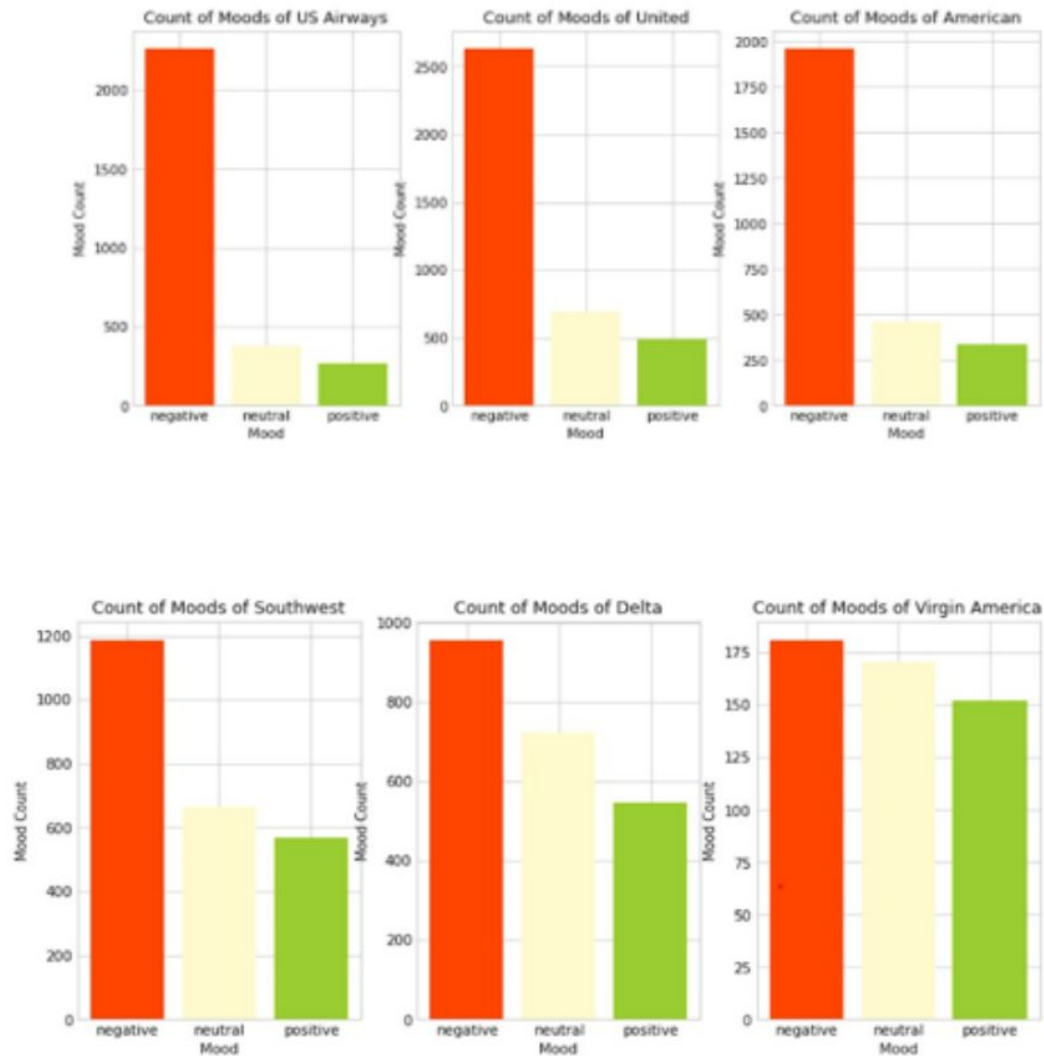 Count of Moods of US Airways
Mood Count
2000
1500
1000
500
0
negative neutral positive
Mood
Count of Moods of United
Mood Count
2500
2000
1500
1000
500
0
negative neutral positive
Mood
Count of Moods of American
Mood Count
2000
1750
1500
1250
1000
750
500
250
0
negative neutral positive
Mood
Count of Moods of Southwest
Mood Count
1200
1000
800
600
400
200
0
negative neutral positive
Mood
Count of Moods of Delta
Mood Count
1000
800
600
400
200
0
negative neutral positive
Mood
Count of Moods of Virgin America
Mood Count
175
150
125
100
75
50
25
0
negative neutral positive
Mood